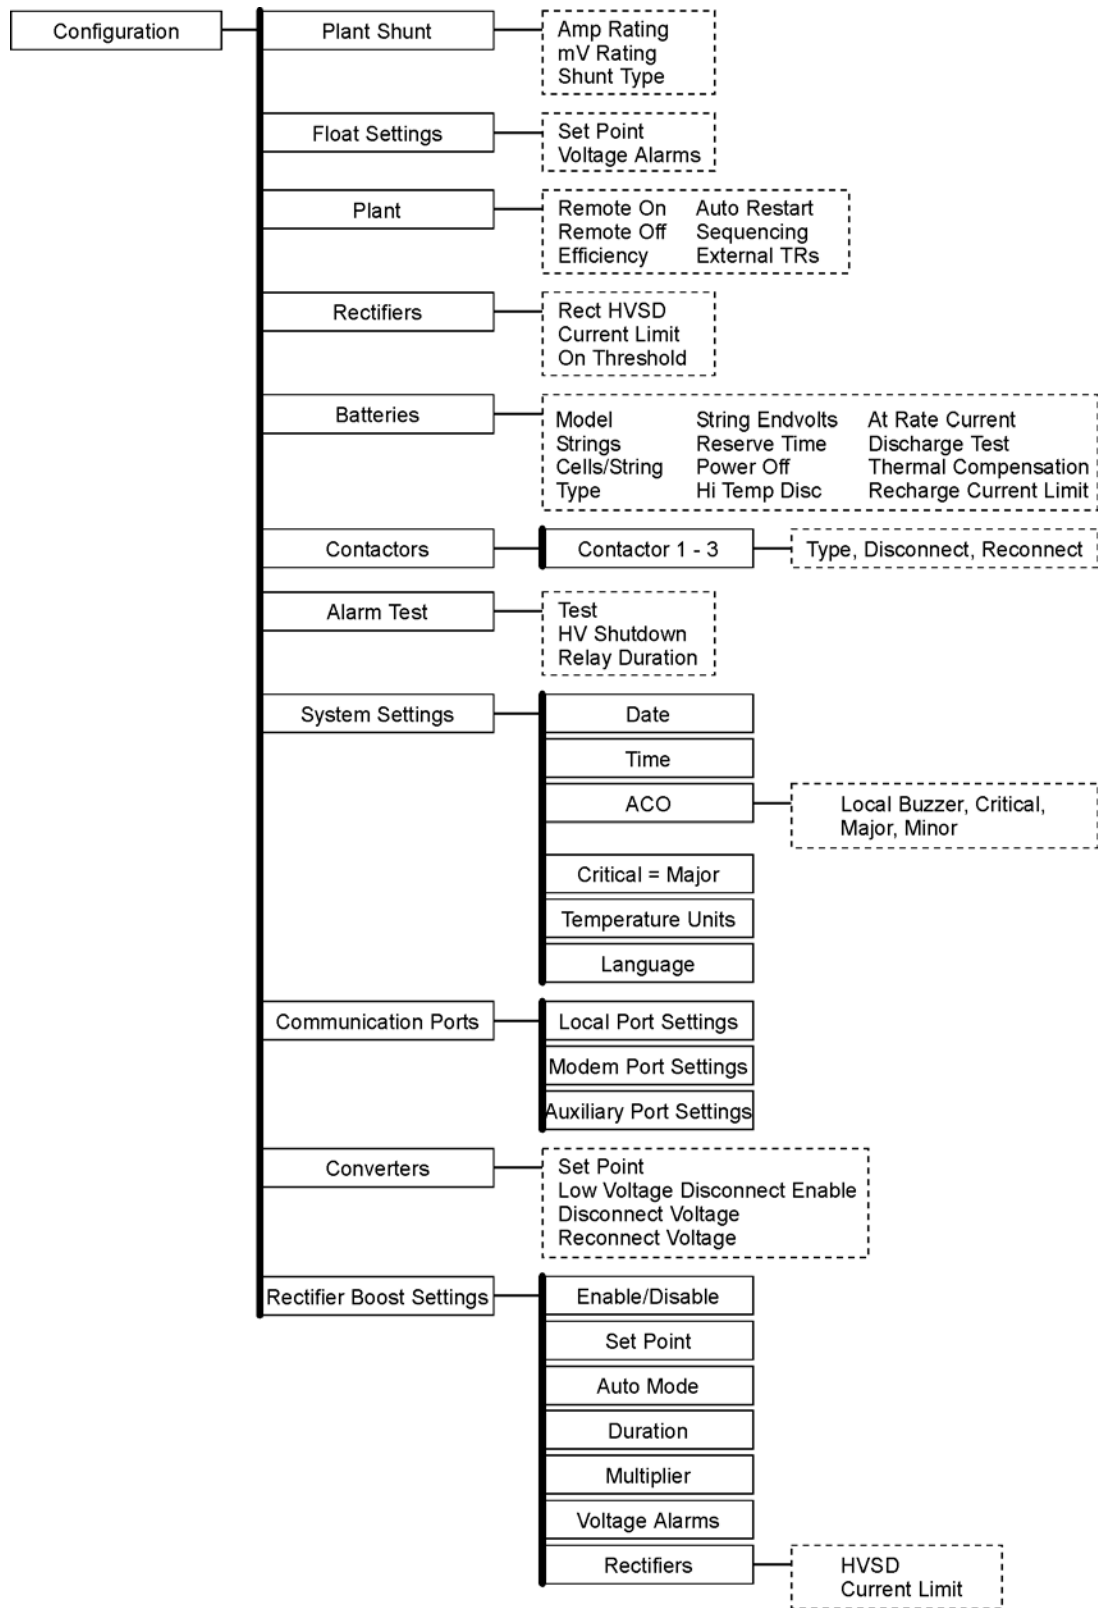 Configuration
Plant Shunt
Amp Rating
mV Rating
Shunt Type
Float Settings
Set Point
Voltage Alarms
Plant
Remote On Auto Restart
Remote Off Sequencing
Efficiency External TRs
Rectifiers
Rect HVSD
Current Limit
On Threshold
Batteries
Model String Endvolts At Rate Current
Strings Reserve Time Discharge Test
Cells/String Power Off Thermal Compensation
Type Hi Temp Disc Recharge Current Limit
Contactors
Contactor 1 - 3
Type, Disconnect, Reconnect
Alarm Test
Test
HV Shutdown
Relay Duration
System Settings
Date
Time
ACO
Local Buzzer, Critical,
Major, Minor
Critical = Major
Temperature Units
Language
Communication Ports
Local Port Settings
Modem Port Settings
Auxiliary Port Settings
Converters
Set Point
Low Voltage Disconnect Enable
Disconnect Voltage
Reconnect Voltage
Rectifier Boost Settings
Enable/Disable
Set Point
Auto Mode
Duration
Multiplier
Voltage Alarms
Rectifiers
HVSD
Current Limit